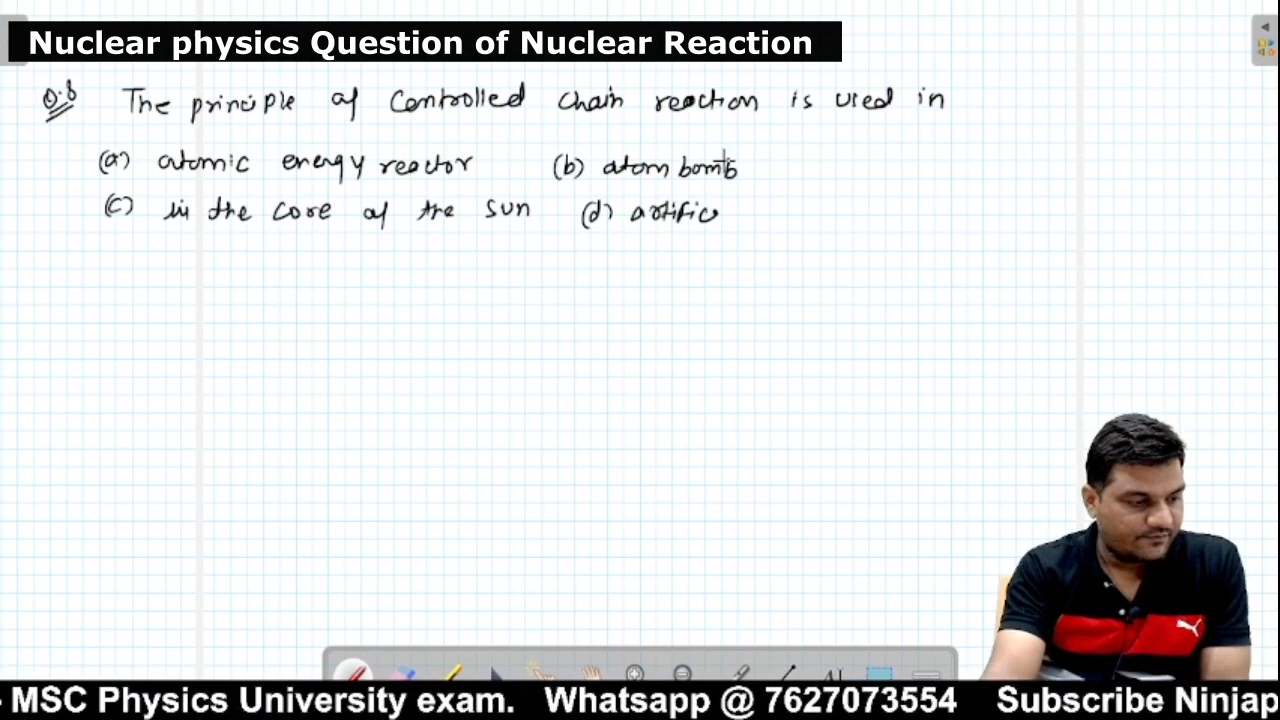 Nuclear physics Question of Nuclear Reaction
Q.6 The principle of Controlled chain reaction is used in
(a) atomic energy reactor (b) atom bomb
(c) in the core of the sun (d) artific
- MSC Physics University exam. Whatsapp @ 7627073554 Subscribe Ninjap